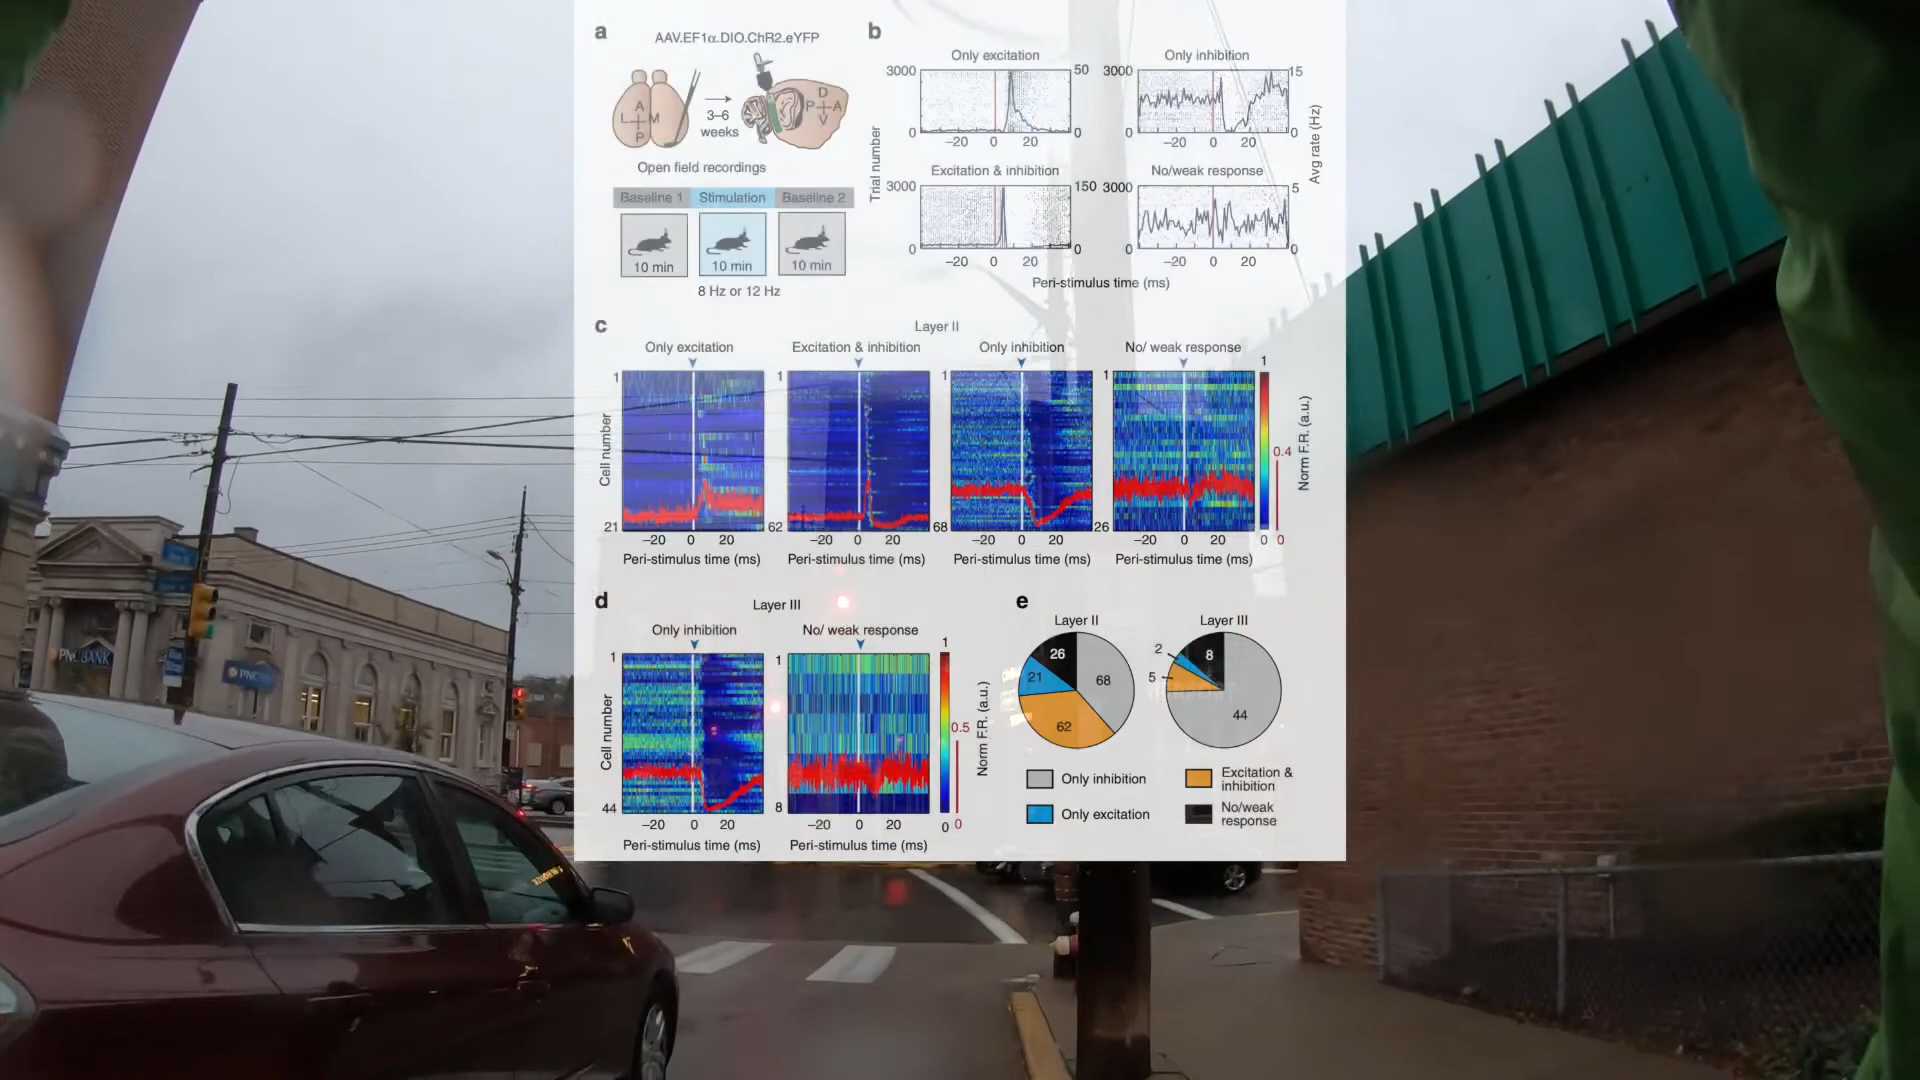 a
AAV.EF1α.DIO.ChR2.eYFP
A
L M
P
3–6
weeks
D
P A
V
Open field recordings
Baseline 1 Stimulation Baseline 2
10 min 10 min 10 min
8 Hz or 12 Hz
b
Only excitation Only inhibition
3000 50 3000 15
0 0 0 0
−20 0 20 −20 0 20
Excitation & inhibition No/weak response
3000 150 3000 5
0 0 0 0
−20 0 20 −20 0 20
Trial number
Avg rate (Hz)
Peri-stimulus time (ms)
c
Layer II
Only excitation Excitation & inhibition Only inhibition No/ weak response
1 1 1 1 1
Cell number
0.4
Norm F.R. (a.u.)
21 62 68 26
0 0
−20 0 20 −20 0 20 −20 0 20 −20 0 20
Peri-stimulus time (ms) Peri-stimulus time (ms) Peri-stimulus time (ms) Peri-stimulus time (ms)
d
Layer III
Only inhibition No/ weak response
1 1 1
Cell number
0.5
Norm F.R. (a.u.)
44 8
0 0
−20 0 20 −20 0 20
Peri-stimulus time (ms) Peri-stimulus time (ms)
e
Layer II Layer III
26 68 62 21
2 5 8 44
Only inhibition
Excitation &
inhibition
Only excitation
No/weak
response
PNC BANK
PNC